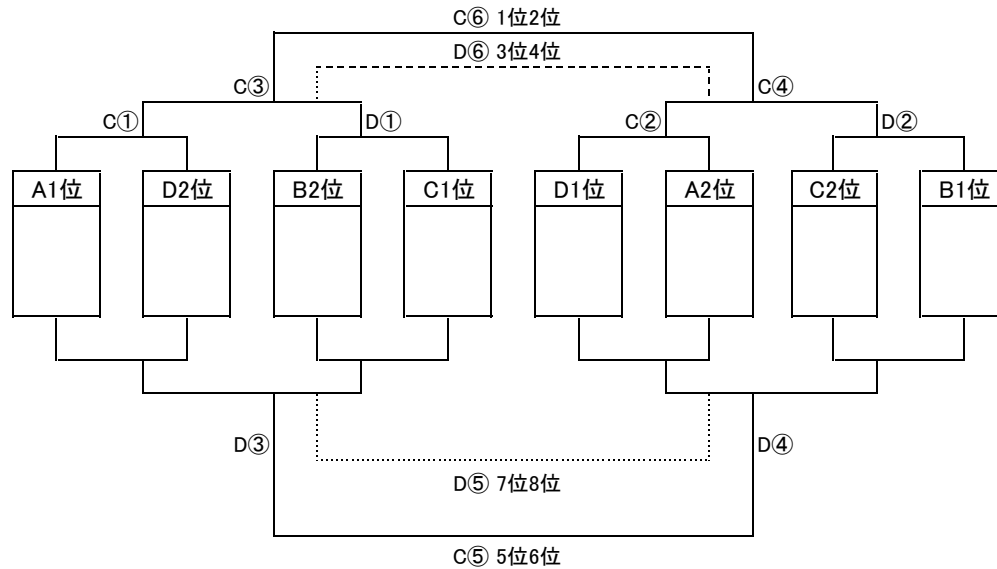 C⑥ 1位2位
D⑥ 3位4位
C③
C④
C①
D①
C②
D②
A1位
D2位
B2位
C1位
D1位
A2位
C2位
B1位
D③
D④
D⑤ 7位8位
C⑤ 5位6位